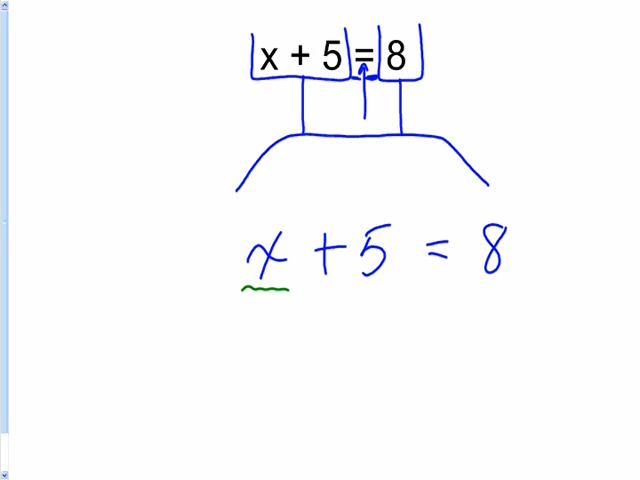 x + 5 = 8
x + 5 = 8